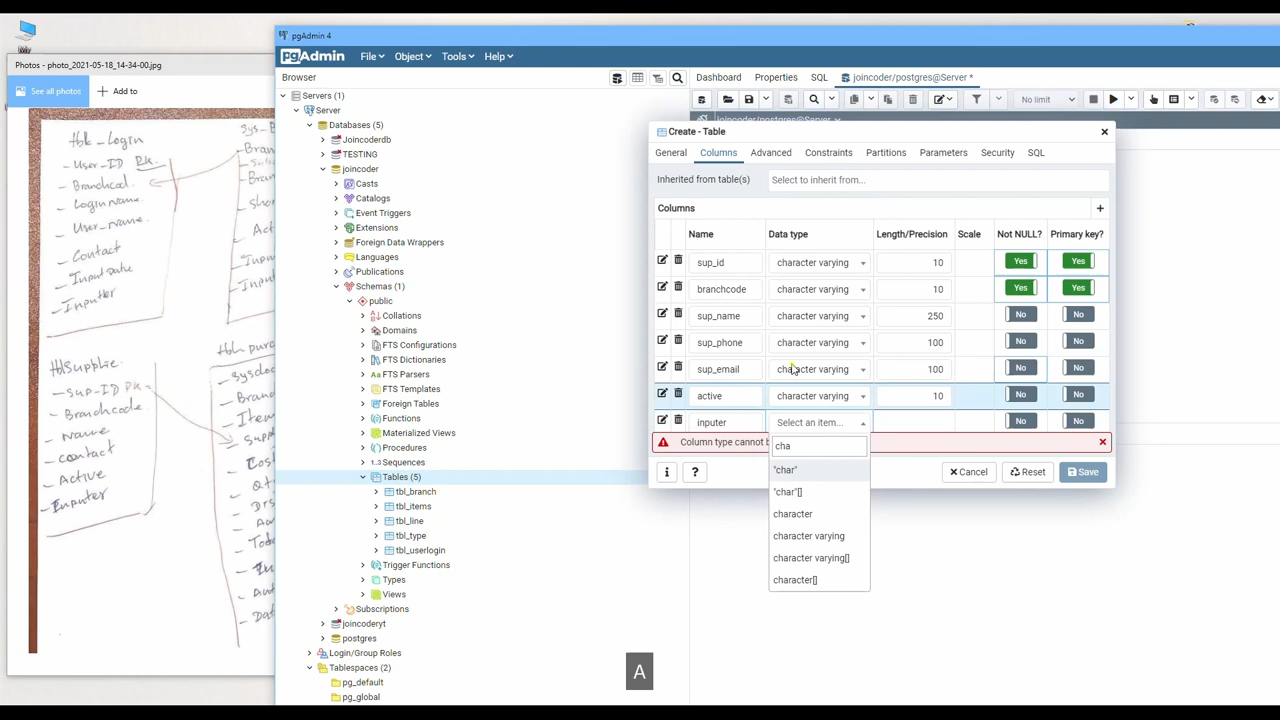 pgAdmin 4
Photos - photo_2021-05-18_14-34-00.jpg
See all photos
Add to
tbl_Login
- User-ID PK.
- Branchcod.
- Loginname.
- User-name.
- Contact
- Inputdate
- Inputer
tblSupplie.
- Sup-ID PK
- Branchcode.
- Name
- contact
- Active
- Inputer
pgAdmin
File
Object
Tools
Help
Browser
Servers (1)
Server
Databases (5)
Joincoderdb
TESTING
joincoder
Casts
Catalogs
Event Triggers
Extensions
Foreign Data Wrappers
Languages
Publications
Schemas (1)
public
Collations
Domains
FTS Configurations
FTS Dictionaries
FTS Parsers
FTS Templates
Foreign Tables
Functions
Materialized Views
Procedures
1..3 Sequences
Tables (5)
tbl_branch
tbl_items
tbl_line
tbl_type
tbl_userlogin
Trigger Functions
Types
Views
Subscriptions
joincoderyt
postgres
Login/Group Roles
Tablespaces (2)
pg_default
pg_global
Dashboard
Properties
SQL
joincoder/postgres@Server *
No limit
joincoder/postgres@Server
Create - Table
General
Columns
Advanced
Constraints
Partitions
Parameters
Security
SQL
Inherited from table(s)
Select to inherit from...
Columns
Name Data type Length/Precision Scale Not NULL? Primary key?
sup_id character varying 10 Yes Yes
branchcode character varying 10 Yes Yes
sup_name character varying 250 No No
sup_phone character varying 100 No No
sup_email character varying 100 No No
active character varying 10 No No
inputer Select an item... No No
Column type cannot b
cha
"char"
"char"[]
character
character varying
character varying[]
character[]
i
?
Cancel
Reset
Save
A